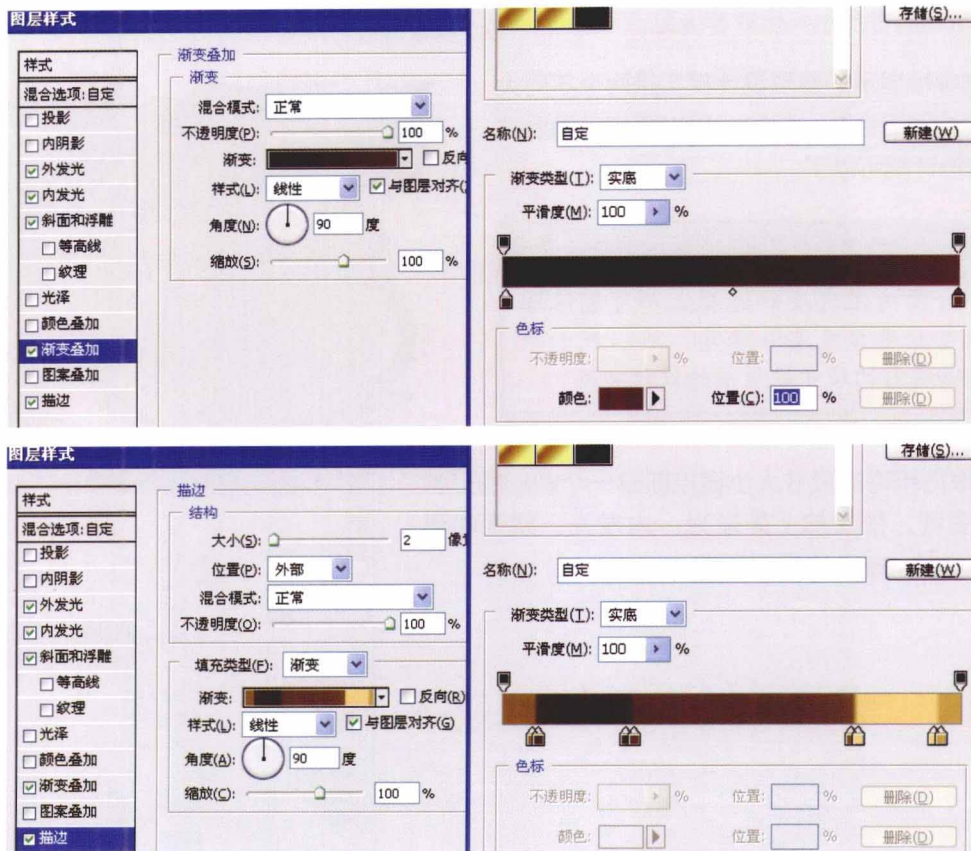 图层样式
样式
混合选项:自定
投影
内阴影
外发光
内发光
斜面和浮雕
等高线
纹理
光泽
颜色叠加
渐变叠加
图案叠加
描边
渐变叠加
渐变
混合模式: 正常
不透明度(P): 100 %
渐变: 反向
样式(L): 线性 与图层对齐(
角度(N): 90 度
缩放(S): 100 %
存储(S)...
名称(N): 自定 新建(W)
渐变类型(T): 实底
平滑度(M): 100 %
色标
不透明度: % 位置: % 删除(D)
颜色: 位置(C): 100 % 删除(D)
图层样式
样式
混合选项:自定
投影
内阴影
外发光
内发光
斜面和浮雕
等高线
纹理
光泽
颜色叠加
渐变叠加
图案叠加
描边
描边
结构
大小(S): 2 像
位置(P): 外部
混合模式: 正常
不透明度(O): 100 %
填充类型(F): 渐变
渐变: 反向(R)
样式(L): 线性 与图层对齐(G)
角度(A): 90 度
缩放(C): 100 %
存储(S)...
名称(N): 自定 新建(W)
渐变类型(T): 实底
平滑度(M): 100 %
色标
不透明度: % 位置: % 删除(D)
颜色: 位置: % 删除(D)